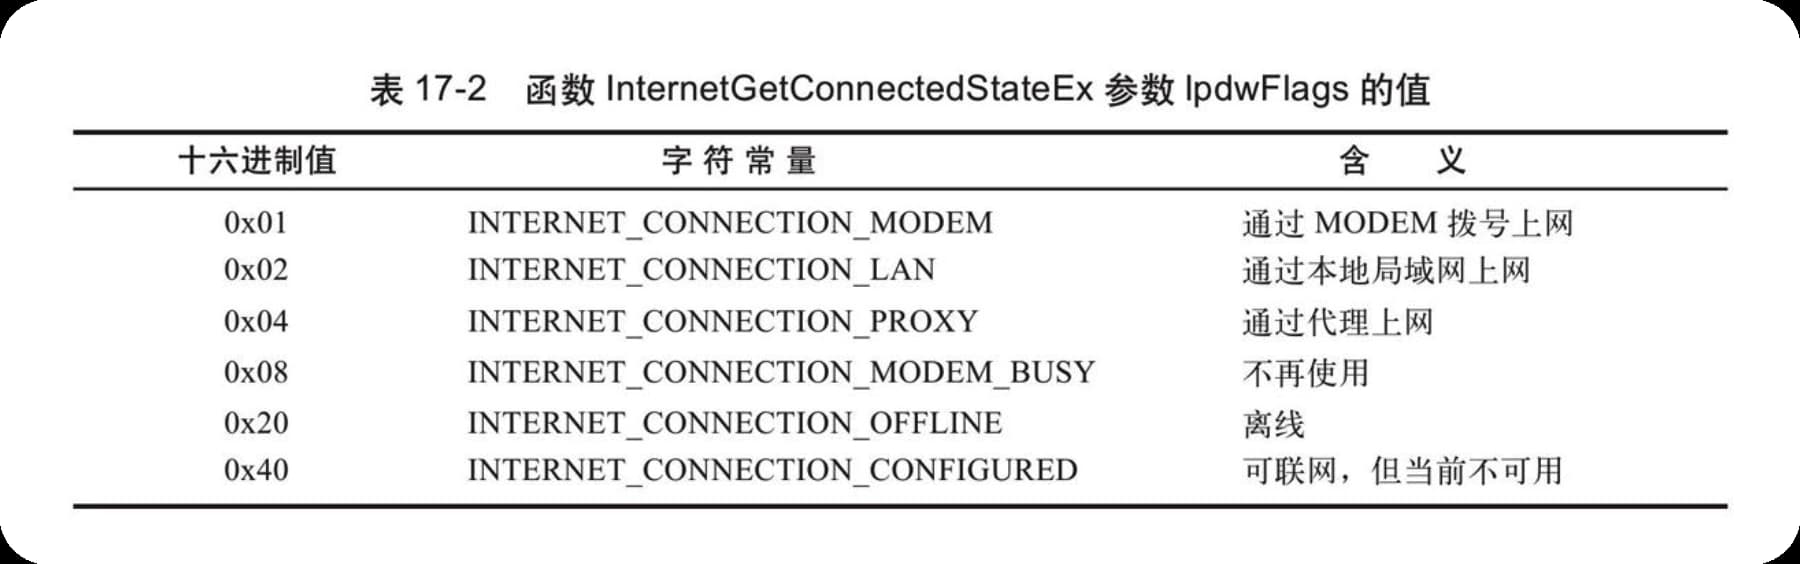 表 17-2 函数 InternetGetConnectedStateEx 参数 lpdwFlags 的值
十六进制值 字符常量 含义
0x01 INTERNET_CONNECTION_MODEM 通过 MODEM 拨号上网
0x02 INTERNET_CONNECTION_LAN 通过本地局域网上网
0x04 INTERNET_CONNECTION_PROXY 通过代理上网
0x08 INTERNET_CONNECTION_MODEM_BUSY 不再使用
0x20 INTERNET_CONNECTION_OFFLINE 离线
0x40 INTERNET_CONNECTION_CONFIGURED 可联网，但当前不可用